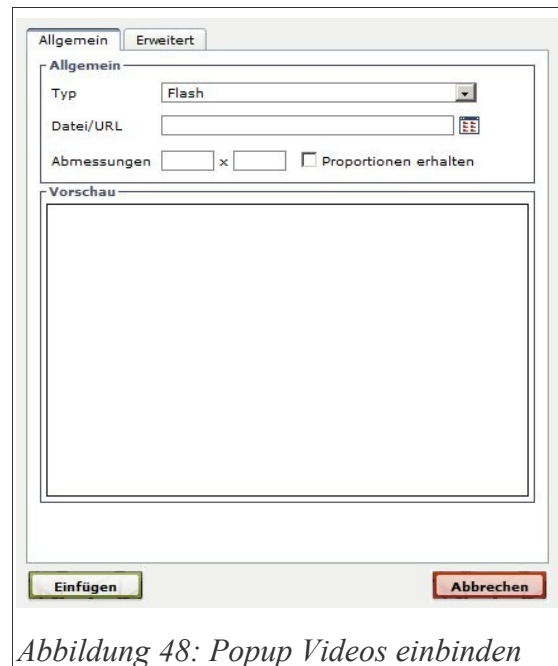 Allgemein Erweitert
Allgemein
Typ Flash
Datei/URL
Abmessungen x Proportionen erhalten
Vorschau
Einfügen Abbrechen
Abbildung 48: Popup Videos einbinden